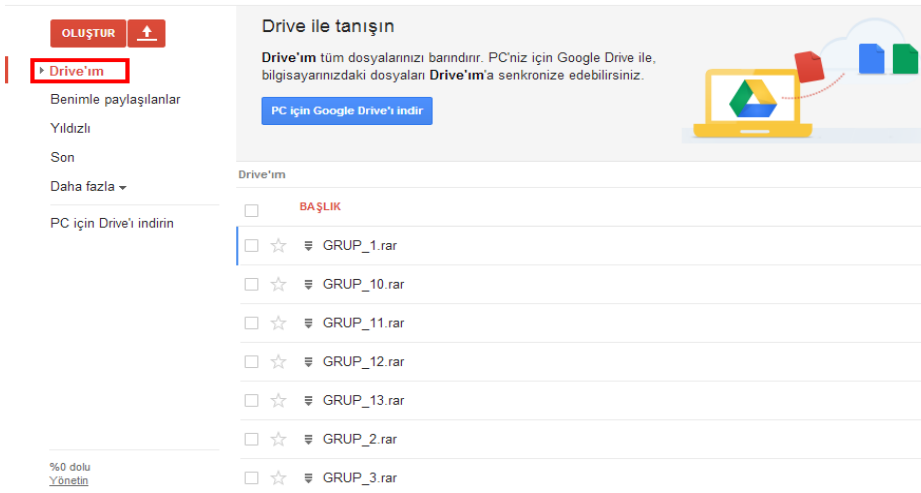 OLUŞTUR
Drive'ım
Benimle paylaşılanlar
Yıldızlı
Son
Daha fazla
PC için Drive'ı indirin
%0 dolu
Yönetin
Drive ile tanışın
Drive'ım tüm dosyalarınızı barındırır. PC'niz için Google Drive ile,
bilgisayarınızdaki dosyaları Drive'ım'a senkronize edebilirsiniz.
PC için Google Drive'ı indir
Drive'ım
BAŞLIK
GRUP_1.rar
GRUP_10.rar
GRUP_11.rar
GRUP_12.rar
GRUP_13.rar
GRUP_2.rar
GRUP_3.rar